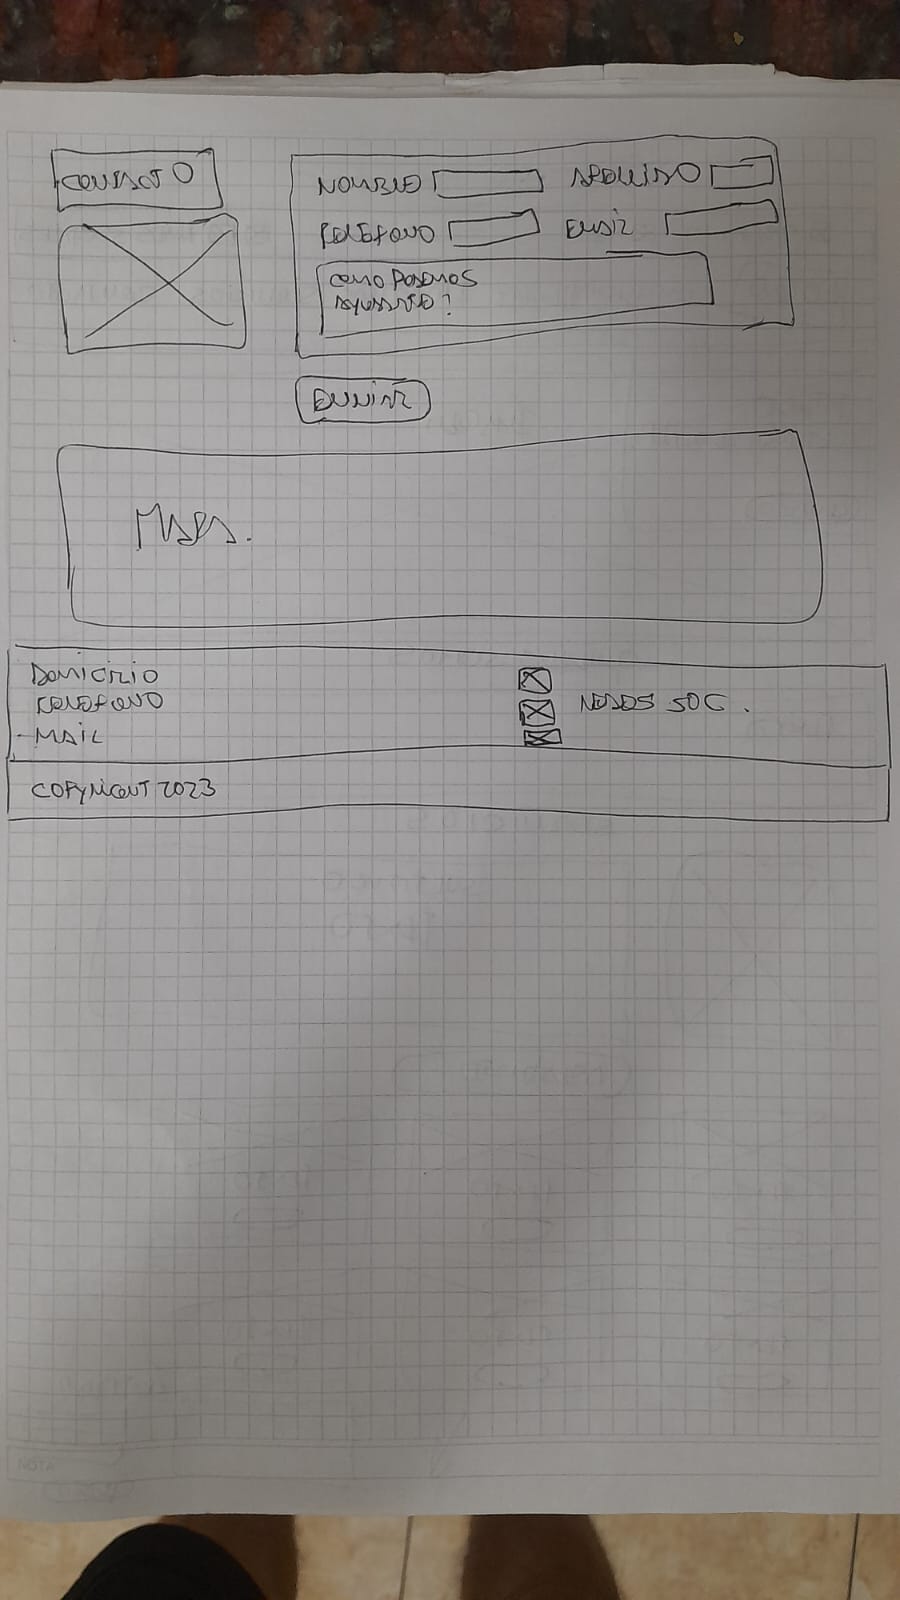 CONTACTO
NOMBRE
APELLIDO
TELEFONO
EMAIL
COMO PODEMOS
AYUDARTE?
ENVIAR
MAPA.
DOMICILIO
TELEFONO
-MAIL
REDES SOC.
COPYRIGHT 2023
NOTA